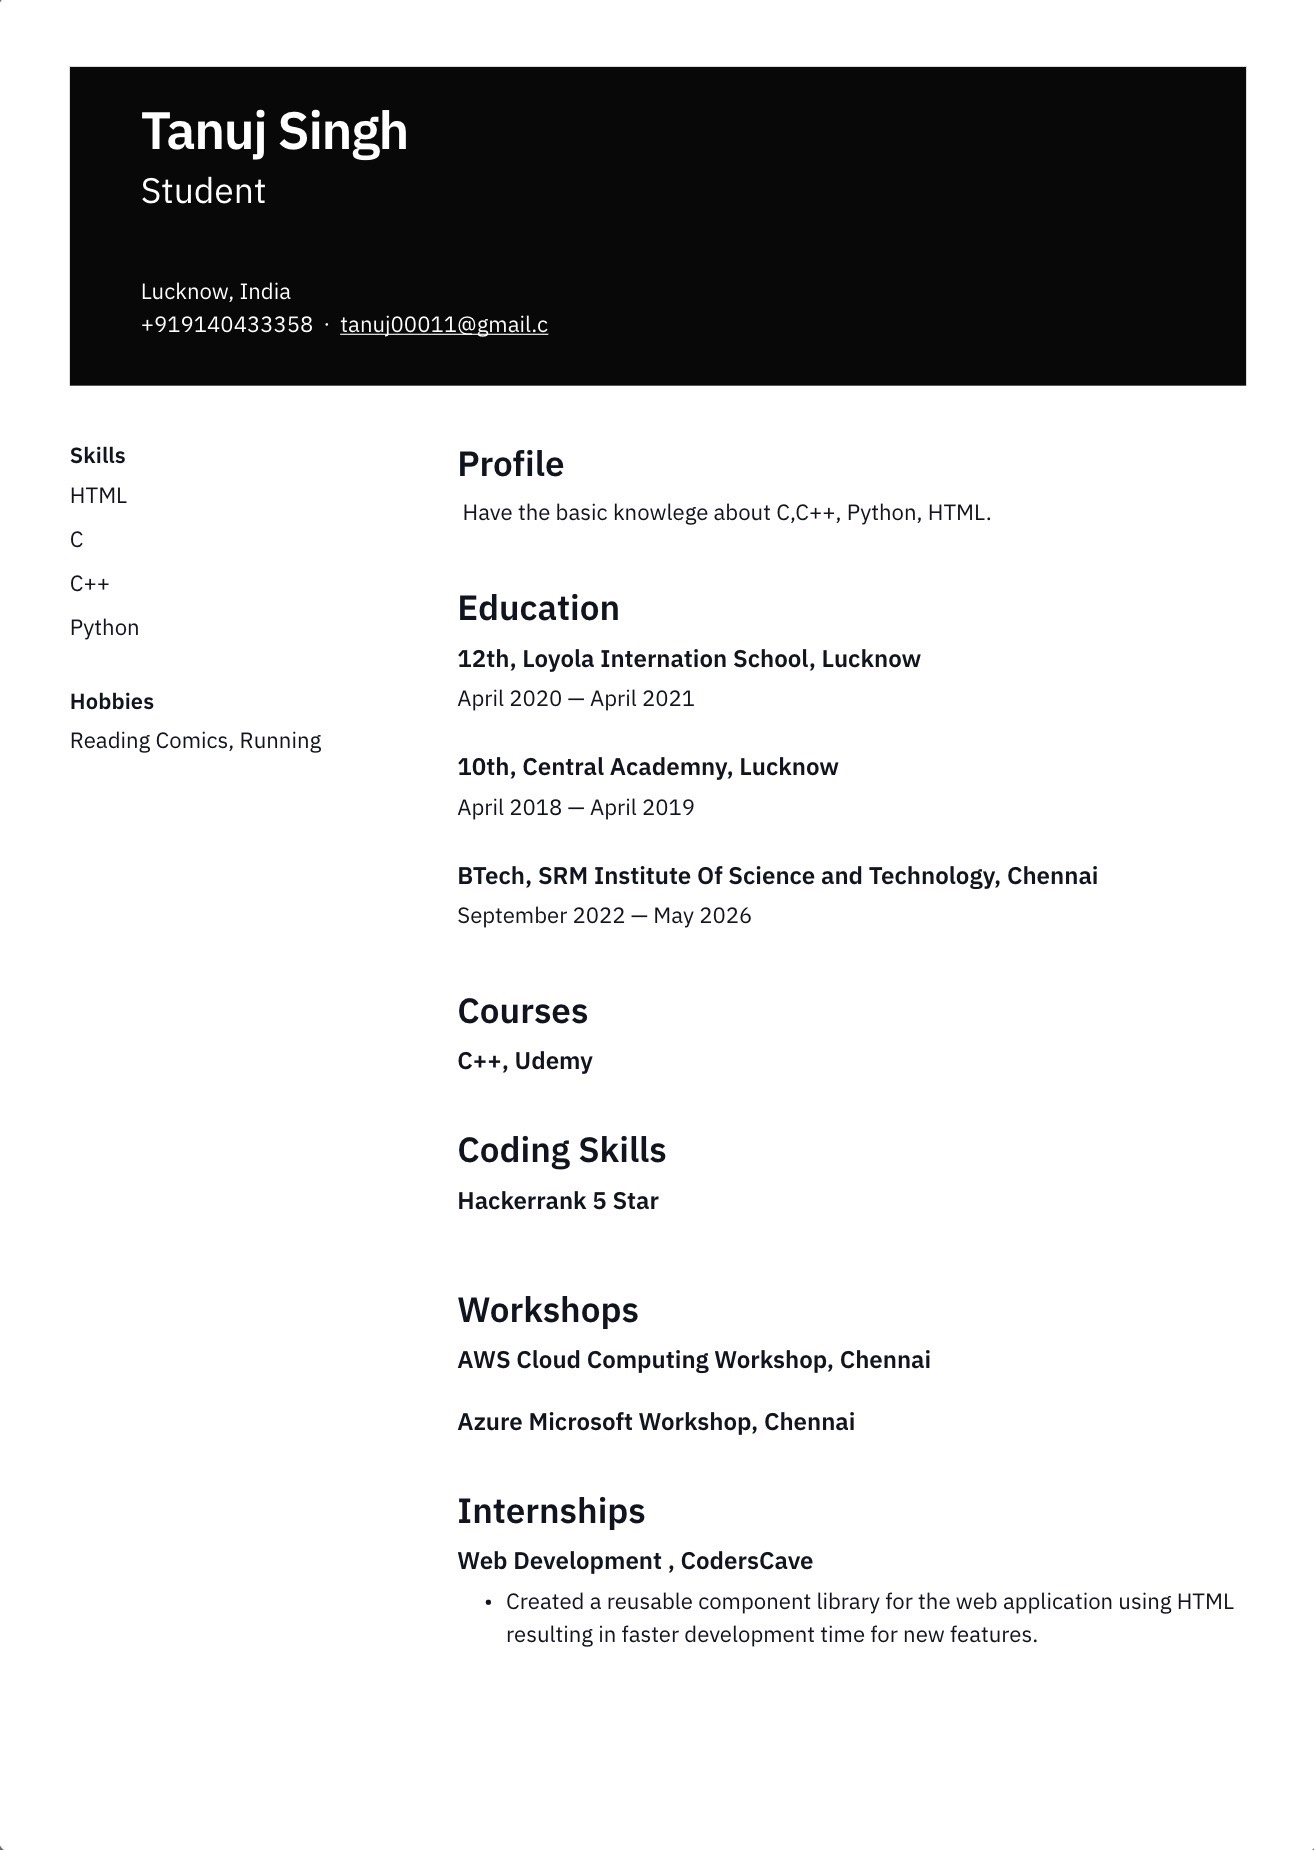 Tanuj Singh
Student
Lucknow, India
+919140433358 · tanuj00011@gmail.c
Skills
HTML
C
C++
Python
Hobbies
Reading Comics, Running
Profile
Have the basic knowlege about C,C++, Python, HTML.
Education
12th, Loyola Internation School, Lucknow
April 2020 — April 2021
10th, Central Academny, Lucknow
April 2018 — April 2019
BTech, SRM Institute Of Science and Technology, Chennai
September 2022 — May 2026
Courses
C++, Udemy
Coding Skills
Hackerrank 5 Star
Workshops
AWS Cloud Computing Workshop, Chennai
Azure Microsoft Workshop, Chennai
Internships
Web Development , CodersCave
• Created a reusable component library for the web application using HTML
resulting in faster development time for new features.